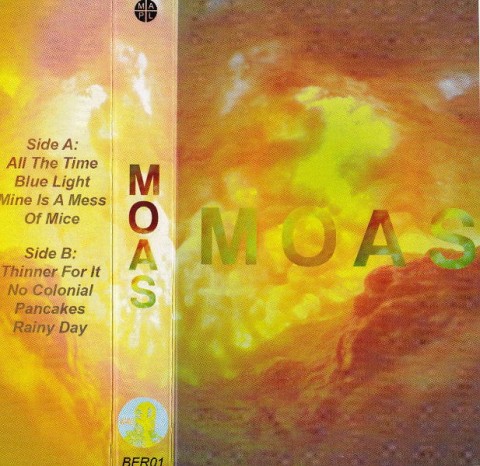 Side A:
All The Time
Blue Light
Mine Is A Mess
Of Mice
Side B:
Thinner For It
No Colonial
Pancakes
Rainy Day
M A
P L
MOAS
BER01
MOAS